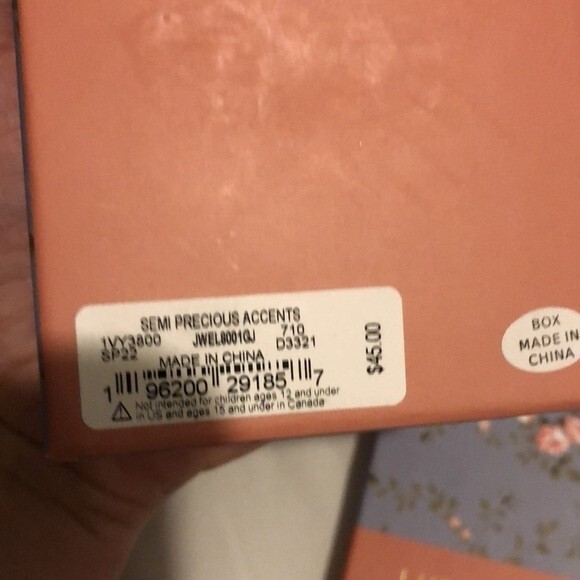 SEMI PRECIOUS ACCENTS
1VY3800 JWEL8001GJ 710
SP22 D3321
MADE IN CHINA
1 96200 29185 7
Not intended for children ages 12 and under
in US and ages 15 and under in Canada
$45.00
BOX
MADE IN
CHINA